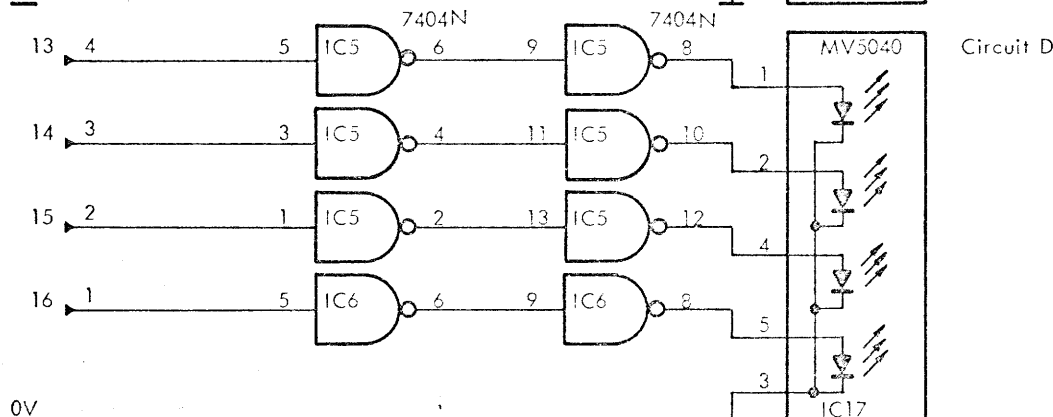 7404N 7404N
13 4 5 IC5 6 9 IC5 8 MV5040 Circuit D
1
14 3 3 IC5 4 11 IC5 10
2
15 2 1 IC5 2 13 IC5 12
4
16 1 5 IC6 6 9 IC6 8
5
3
0V IC17